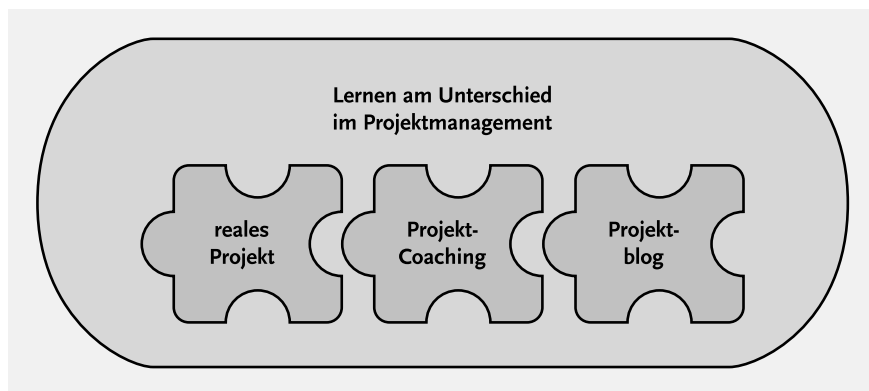 Lernen am Unterschied
im Projektmanagement
reales
Projekt
Projekt-
Coaching
Projekt-
blog